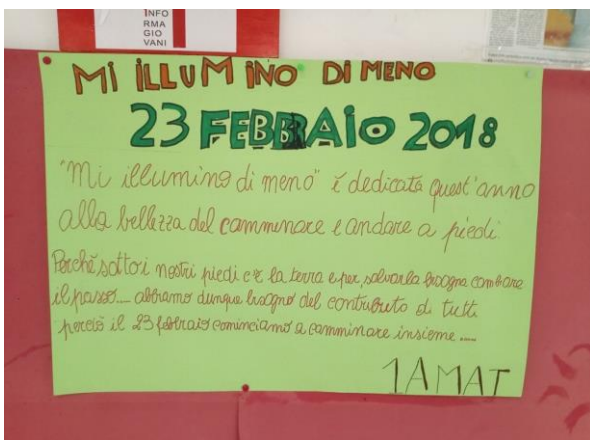 INFO
RMA
GIO
VANI
MI ILLUMINO DI MENO
23 FEBBRAIO 2018
"Mi illumino di meno" è dedicata quest'anno
alla bellezza del camminare e andare a piedi.
Perché sotto i nostri piedi c'è la terra e per salvarla bisogna cambiare
il passo.... abbiamo dunque bisogno del contributo di tutti
perciò il 23 febbraio cominciamo a camminare insieme....
1AMAT